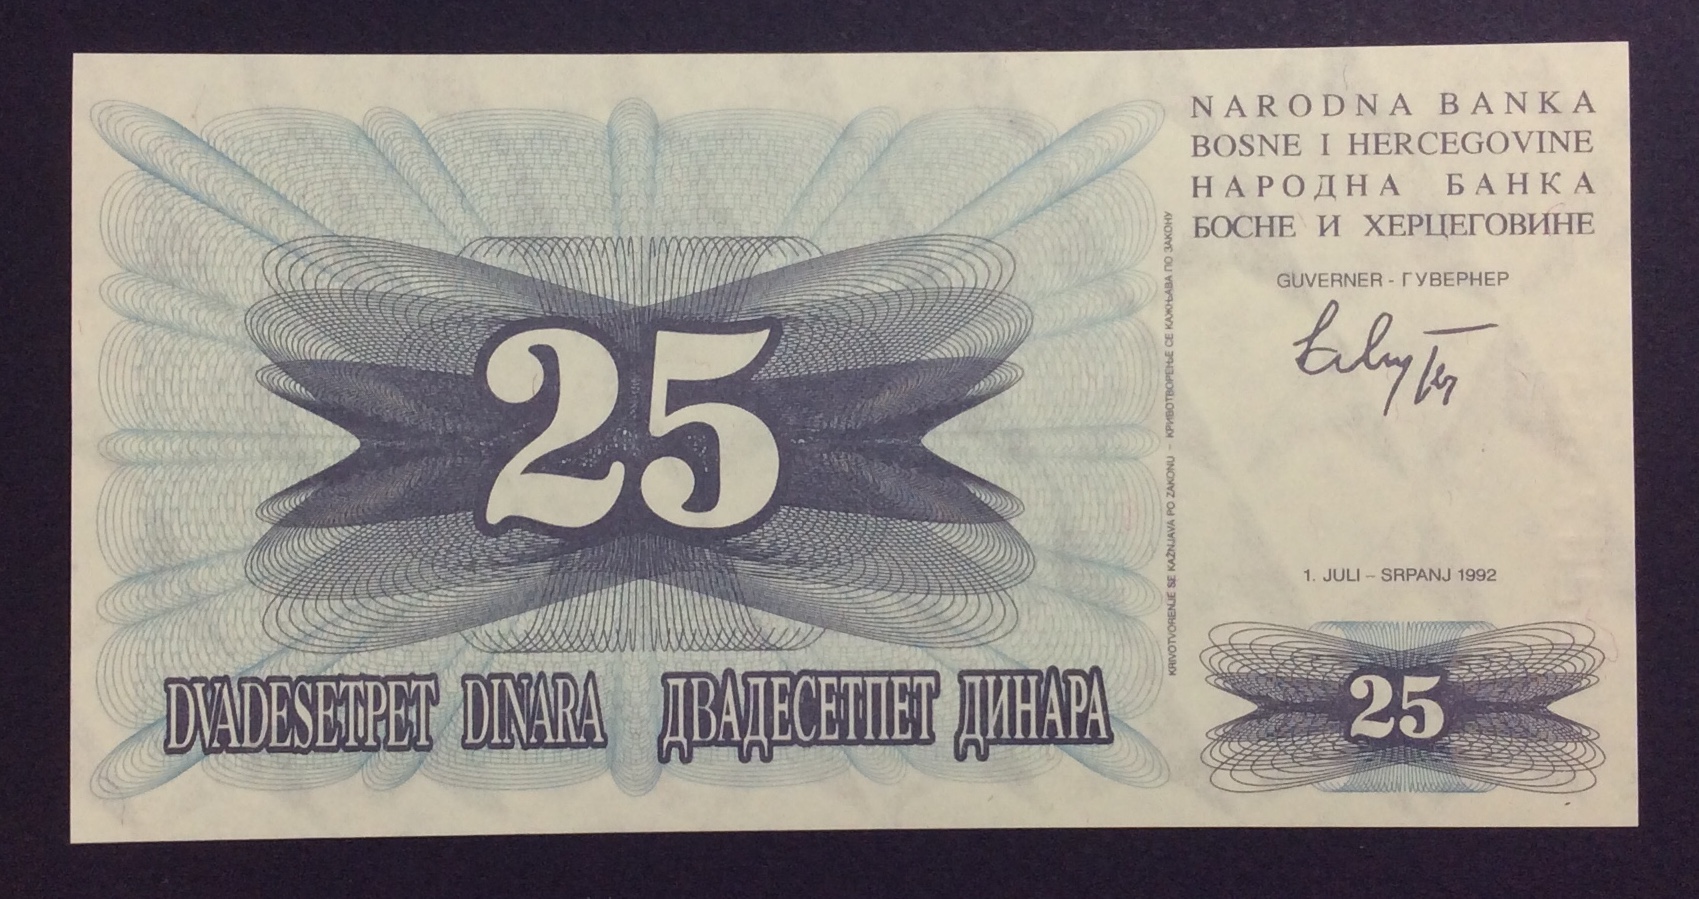 NARODNA BANKA
BOSNE I HERCEGOVINE
НАРОДНА БАНКА
БОСНЕ И ХЕРЦЕГОВИНЕ
GUVERNER - ГУВЕРНЕР
25
KRIVOTVORENJE SE KAŽNJAVA PO ZAKONU – КРИВОТВОРЕЊЕ СЕ КАЖЊАВА ПО ЗАКОНУ
1. JULI – SRPANJ 1992
DVADESETPET DINARA ДВАДЕСЕТПЕТ ДИНАРА
25